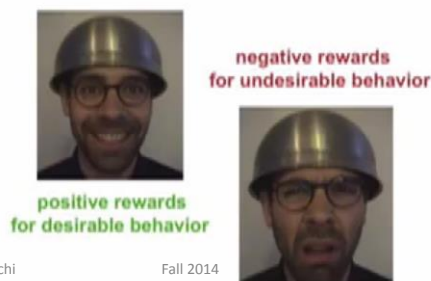 negative rewards
for undesirable behavior
positive rewards
for desirable behavior
chi
Fall 2014